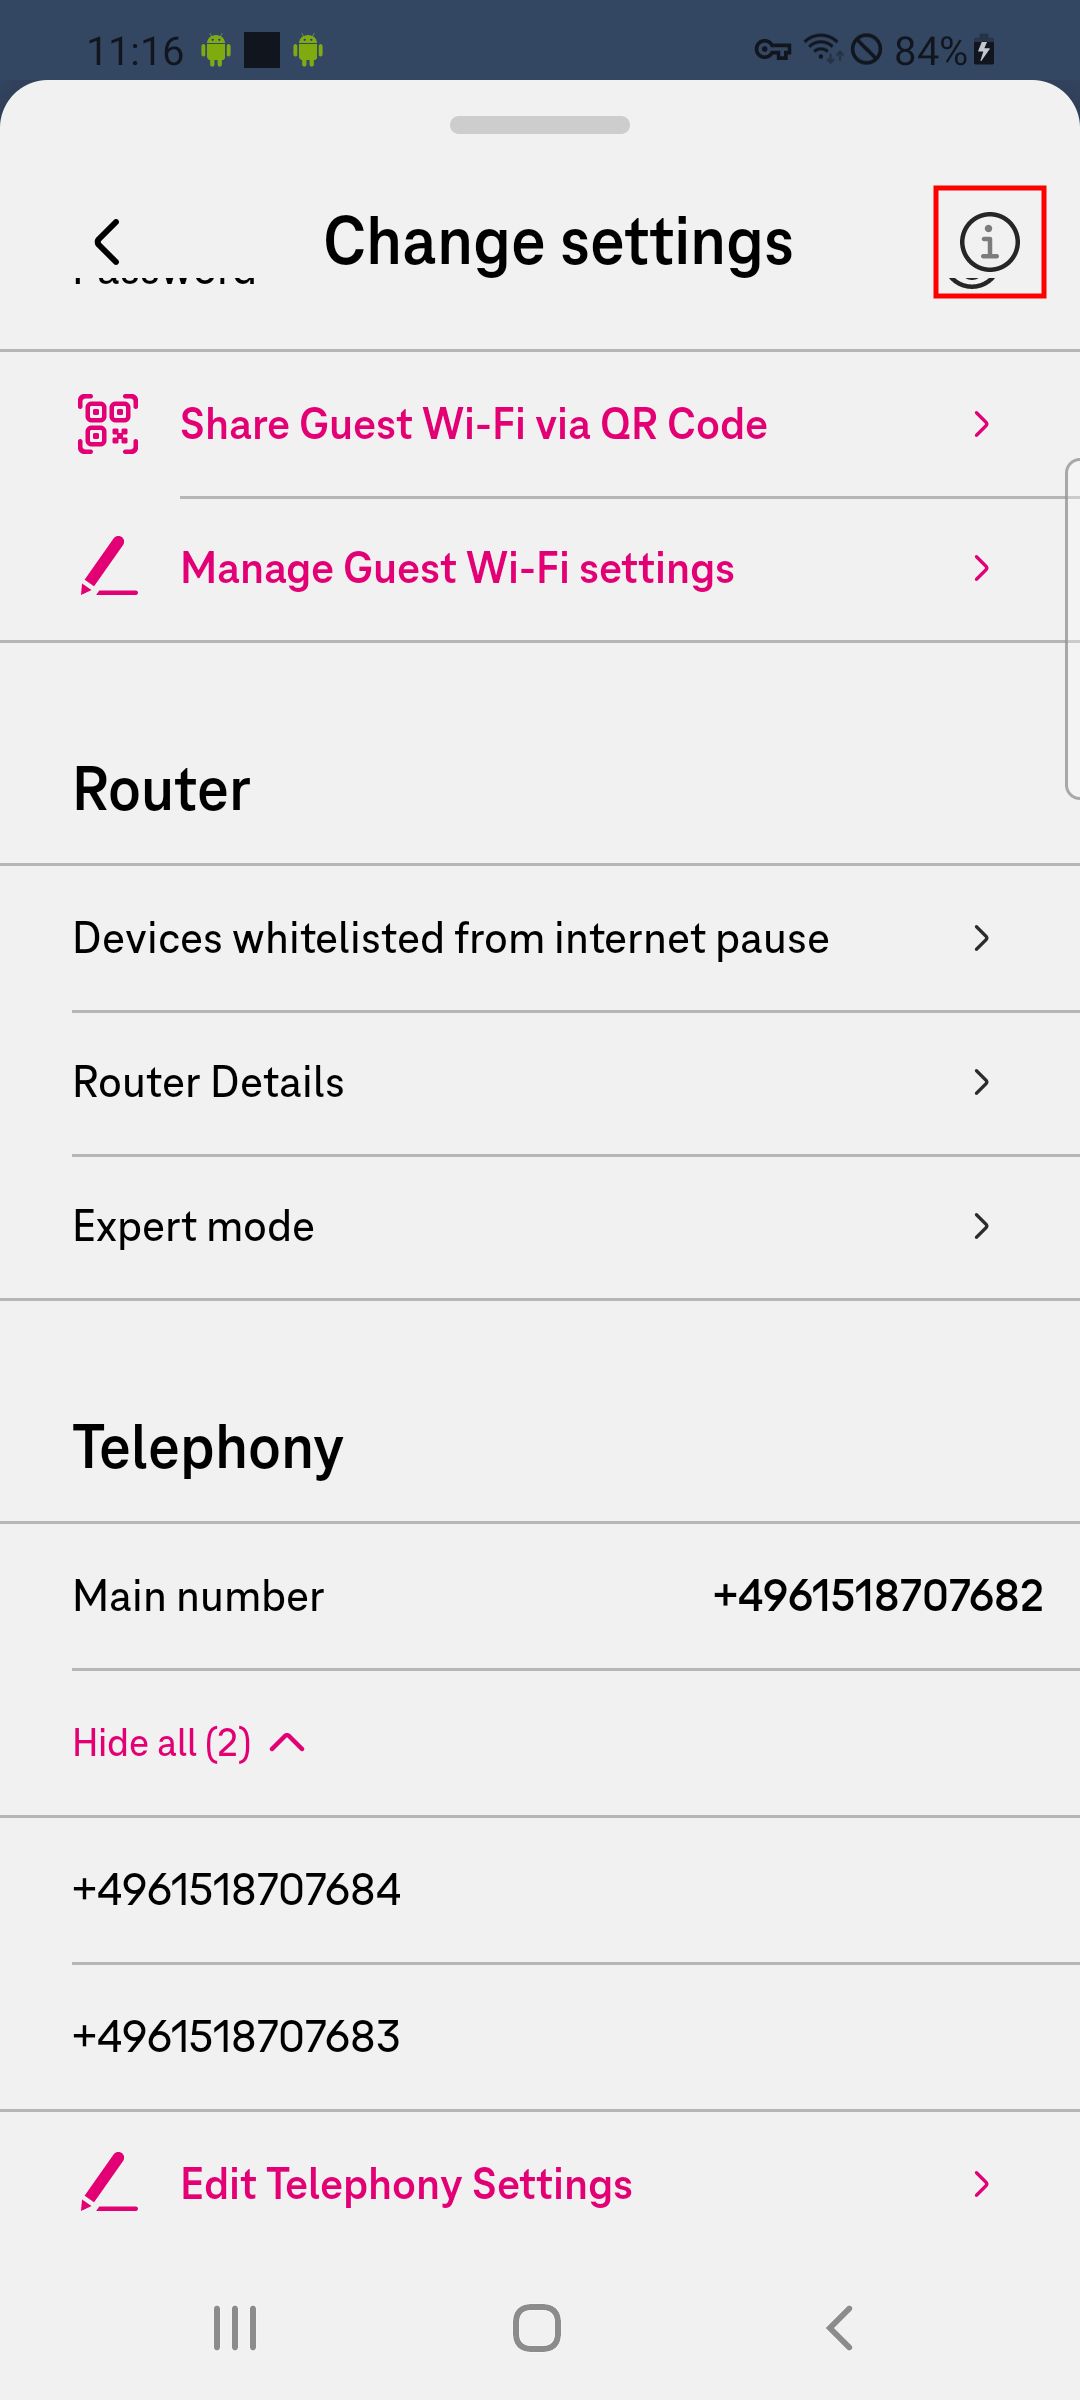 11:16
84%
Change settings
Share Guest Wi-Fi via QR Code
Manage Guest Wi-Fi settings
Router
Devices whitelisted from internet pause
Router Details
Expert mode
Telephony
Main number +4961518707682
Hide all (2)
+4961518707684
+4961518707683
Edit Telephony Settings